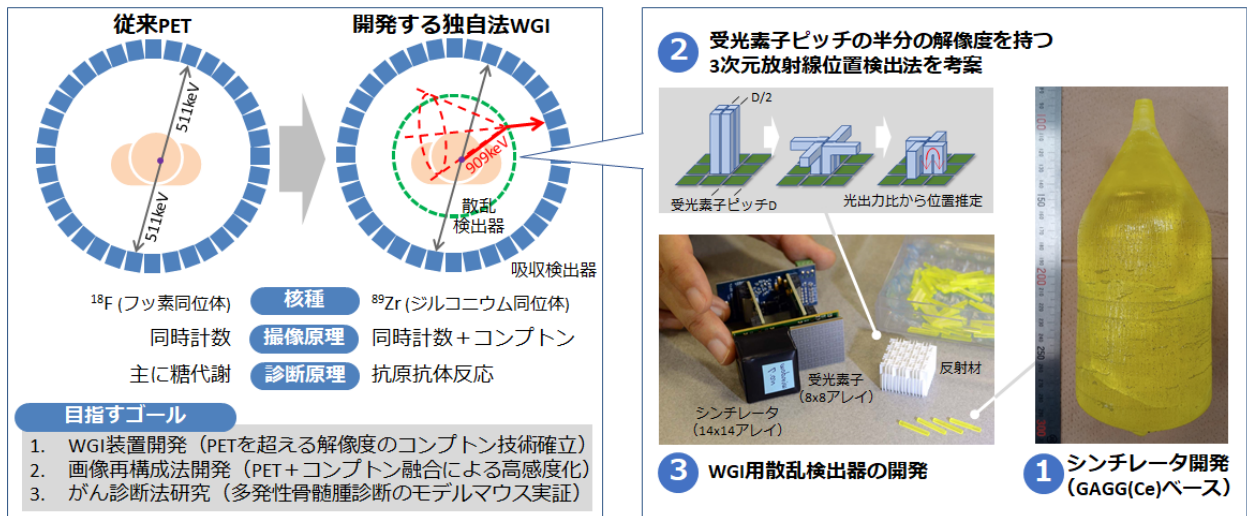 従来PET
511keV
511keV
開発する独自法WGI
909keV
散乱
検出器
吸収検出器
¹⁸F (フッ素同位体)
核種
⁸⁹Zr (ジルコニウム同位体)
同時計数
撮像原理
同時計数＋コンプトン
主に糖代謝
診断原理
抗原抗体反応
目指すゴール
1. WGI装置開発（PETを超える解像度のコンプトン技術確立）
2. 画像再構成法開発（PET＋コンプトン融合による高感度化）
3. がん診断法研究（多発性骨髄腫診断のモデルマウス実証）
2 受光素子ピッチの半分の解像度を持つ
3次元放射線位置検出法を考案
D/2
受光素子ピッチD
光出力比から位置推定
シンチレータ
（14x14アレイ）
受光素子
（8x8アレイ）
反射材
3 WGI用散乱検出器の開発
100
150
200
250
300
1 シンチレータ開発
（GAGG(Ce)ベース）